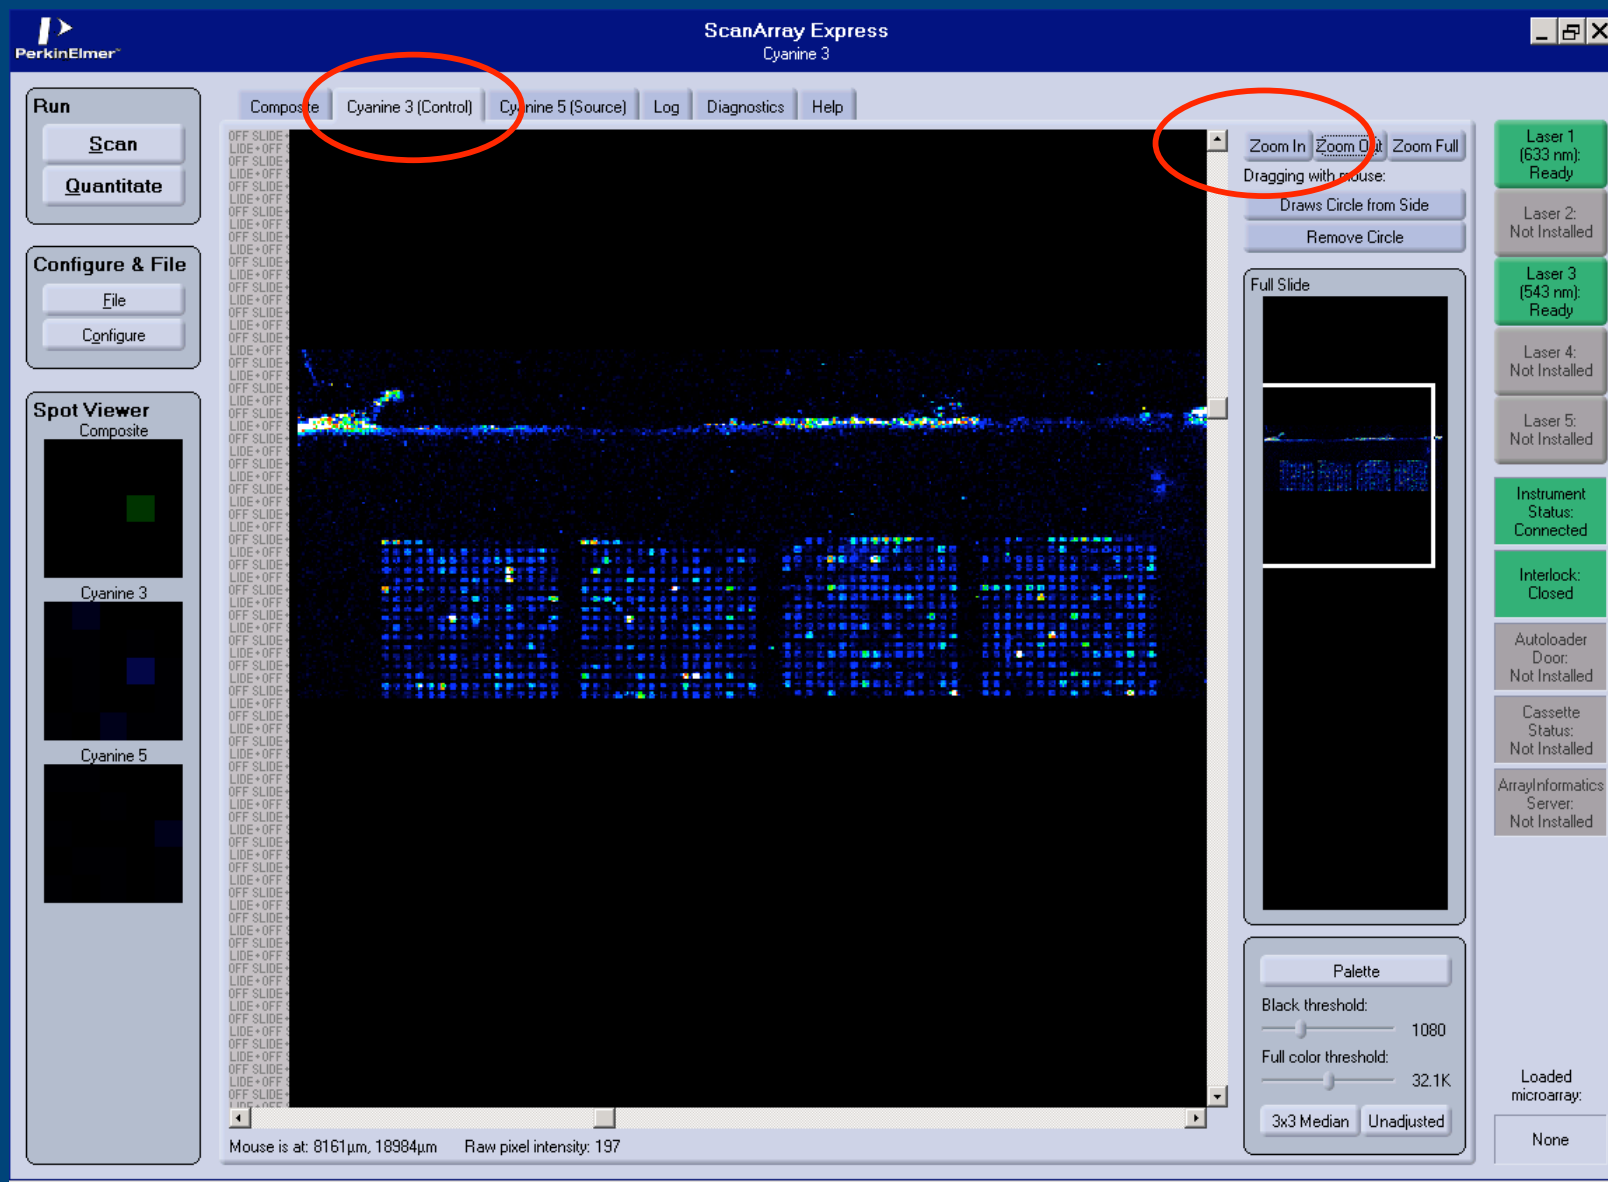 PerkinElmer™
ScanArray Express
Cyanine 3
Run
Scan
Quantitate
Configure & File
File
Configure
Spot Viewer
Composite
Cyanine 3
Cyanine 5
Composite
Cyanine 3 (Control)
Cyanine 5 (Source)
Log
Diagnostics
Help
OFF SLIDE+
LIDE+OFF S
Zoom In
Zoom Out
Zoom Full
Dragging with mouse:
Draws Circle from Side
Remove Circle
Full Slide
Palette
Black threshold:
1080
Full color threshold:
32.1K
3x3 Median
Unadjusted
Mouse is at: 8161µm, 18984µm
Raw pixel intensity: 197
Laser 1
(633 nm):
Ready
Laser 2:
Not Installed
Laser 3
(543 nm):
Ready
Laser 4:
Not Installed
Laser 5:
Not Installed
Instrument
Status:
Connected
Interlock:
Closed
Autoloader
Door:
Not Installed
Cassette
Status:
Not Installed
ArrayInformatics
Server:
Not Installed
Loaded
microarray:
None